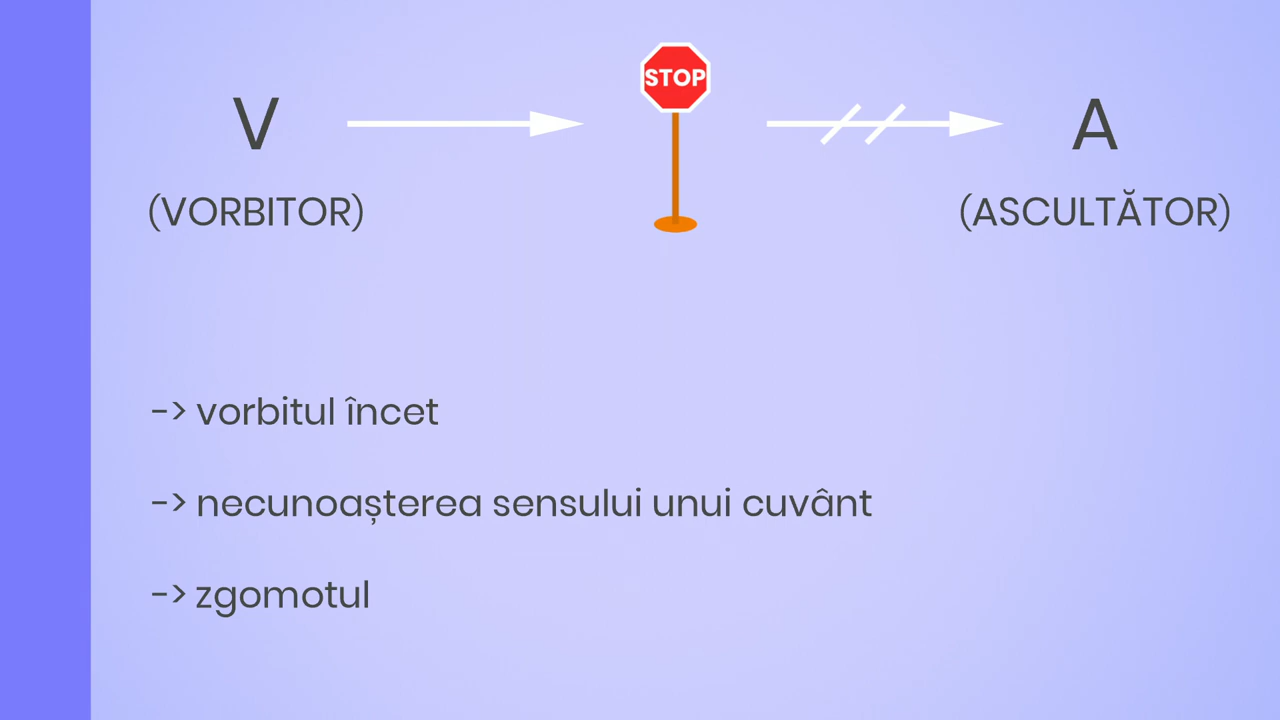 STOP
V
A
(VORBITOR)
(ASCULTĂTOR)
-> vorbitul încet
-> necunoașterea sensului unui cuvânt
-> zgomotul